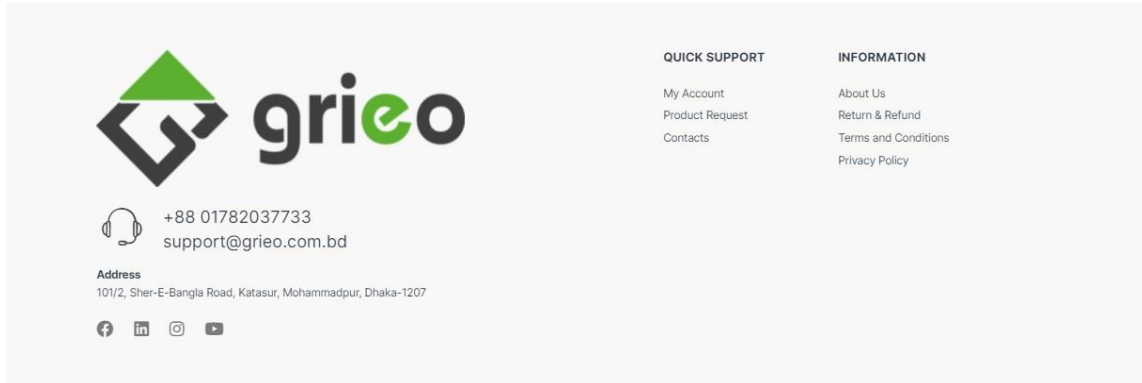 grieo
+88 01782037733
support@grieo.com.bd
Address
101/2, Sher-E-Bangla Road, Katasur, Mohammadpur, Dhaka-1207
QUICK SUPPORT
My Account
Product Request
Contacts
INFORMATION
About Us
Return & Refund
Terms and Conditions
Privacy Policy